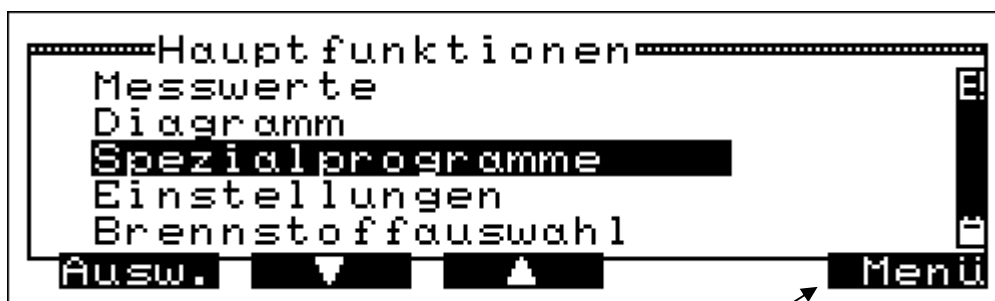 Hauptfunktionen
Messwerte
E!
Diagramm
Spezialprogramme
Einstellungen
Brennstoffauswahl
Ausw. ▼ ▲ Menü